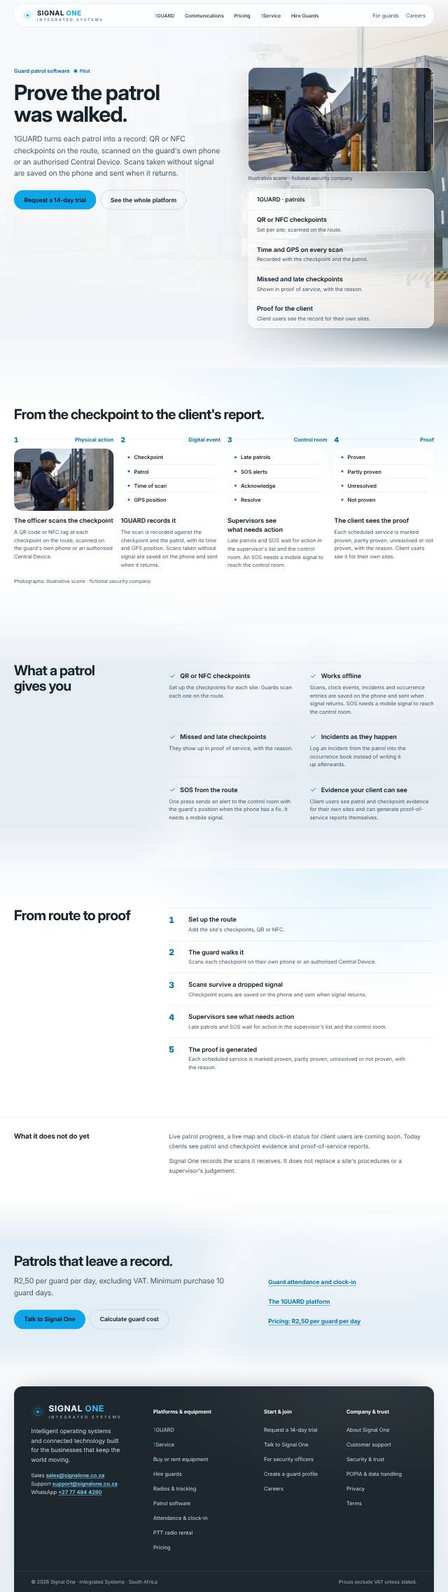 SIGNAL ONE
INTEGRATED SYSTEMS
1GUARD Communications Pricing 1Service Hire Guards For guards Careers
Guard patrol software Pilot
Prove the patrol
was walked.
1GUARD turns each patrol into a record: QR or NFC
checkpoints on the route, scanned on the guard's own phone
or an authorised Central Device. Scans taken without signal
are saved on the phone and sent when it returns.
Request a 14-day trial See the whole platform
Illustrative scene · fictional security company
1GUARD · patrols
QR or NFC checkpoints
Set per site, scanned on the route.
Time and GPS on every scan
Recorded with the checkpoint and the patrol.
Missed and late checkpoints
Shown in proof of service, with the reason.
Proof for the client
Client users see the record for their own sites.
From the checkpoint to the client's report.
1 Physical action
The officer scans the checkpoint
A QR code or NFC tag at each
checkpoint on the route, scanned on
the guard's own phone or an authorised
Central Device.
2 Digital event
Checkpoint
Patrol
Time of scan
GPS position
1GUARD records it
The scan is recorded against the
checkpoint and the patrol, with its time
and GPS position. Scans taken without
signal are saved on the phone and sent
when it returns.
3 Control room
Late patrols
SOS alerts
Acknowledge
Resolve
Supervisors see
what needs action
Late patrols and SOS wait for action in
the supervisor's list and the control
room. An SOS needs a mobile signal to
reach the control room.
4 Proof
Proven
Partly proven
Unresolved
Not proven
The client sees the proof
Each scheduled service is marked
proven, partly proven, unresolved or not
proven, with the reason. Client users
see it for their own sites.
Photographs: illustrative scene · fictional security company
What a patrol
gives you
QR or NFC checkpoints
Set up the checkpoints for each site. Guards scan
each one on the route.
Works offline
Scans, clock events, incidents and occurrence
entries are saved on the phone and sent when
signal returns. SOS needs a mobile signal to reach
the control room.
Missed and late checkpoints
They show up in proof of service, with the reason.
Incidents as they happen
Log an incident from the patrol into the
occurrence book instead of writing it
up afterwards.
SOS from the route
One press sends an alert to the control room with
the guard's position when the phone has a fix. It
needs a mobile signal.
Evidence your client can see
Client users see patrol and checkpoint evidence
for their own sites and can generate proof-of-
service reports themselves.
From route to proof
1 Set up the route
Add the site's checkpoints, QR or NFC.
2 The guard walks it
Scans each checkpoint on their own phone or an authorised Central Device.
3 Scans survive a dropped signal
Checkpoint scans are saved on the phone and sent when signal returns.
4 Supervisors see what needs action
Late patrols and SOS wait for action in the supervisor's list and the control room.
5 The proof is generated
Each scheduled service is marked proven, partly proven, unresolved or not proven, with
the reason.
What it does not do yet
Live patrol progress, a live map and clock-in status for client users are coming soon. Today
clients see patrol and checkpoint evidence and proof-of-service reports.
Signal One records the scans it receives. It does not replace a site's procedures or a
supervisor's judgement.
Patrols that leave a record.
R2,50 per guard per day, excluding VAT. Minimum purchase 10
guard days.
Talk to Signal One Calculate guard cost
Guard attendance and clock-in
The 1GUARD platform
Pricing: R2,50 per guard per day
SIGNAL ONE
INTEGRATED SYSTEMS
Intelligent operating systems
and connected technology built
for the businesses that keep the
world moving.
Sales sales@signalone.co.za
Support support@signalone.co.za
WhatsApp +27 77 484 4280
Platforms & equipment
1GUARD
1Service
Buy or rent equipment
Hire guards
Radios & tracking
Patrol software
Attendance & clock-in
PTT radio rental
Pricing
Start & join
Request a 14-day trial
Talk to Signal One
For security officers
Create a guard profile
Careers
Company & trust
About Signal One
Customer support
Security & trust
POPIA & data handling
Privacy
Terms
© 2026 Signal One · Integrated Systems · South Africa
Prices exclude VAT unless stated.